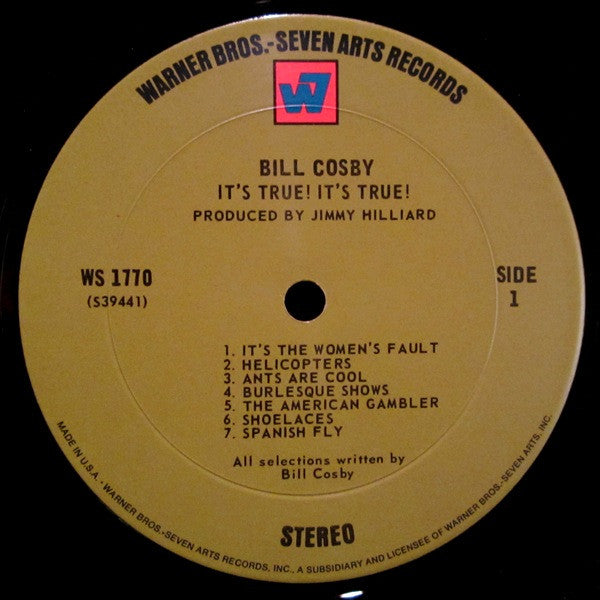 WARNER BROS.-SEVEN ARTS RECORDS
W7
BILL COSBY
IT'S TRUE! IT'S TRUE!
PRODUCED BY JIMMY HILLIARD
WS 1770
(S39441)
SIDE
1
1. IT'S THE WOMEN'S FAULT
2. HELICOPTERS
3. ANTS ARE COOL
4. BURLESQUE SHOWS
5. THE AMERICAN GAMBLER
6. SHOELACES
7. SPANISH FLY
All selections written by
Bill Cosby
STEREO
MADE IN U.S.A. - WARNER BROS.-SEVEN ARTS RECORDS, INC., A SUBSIDIARY AND LICENSEE OF WARNER BROS.-SEVEN ARTS, INC.